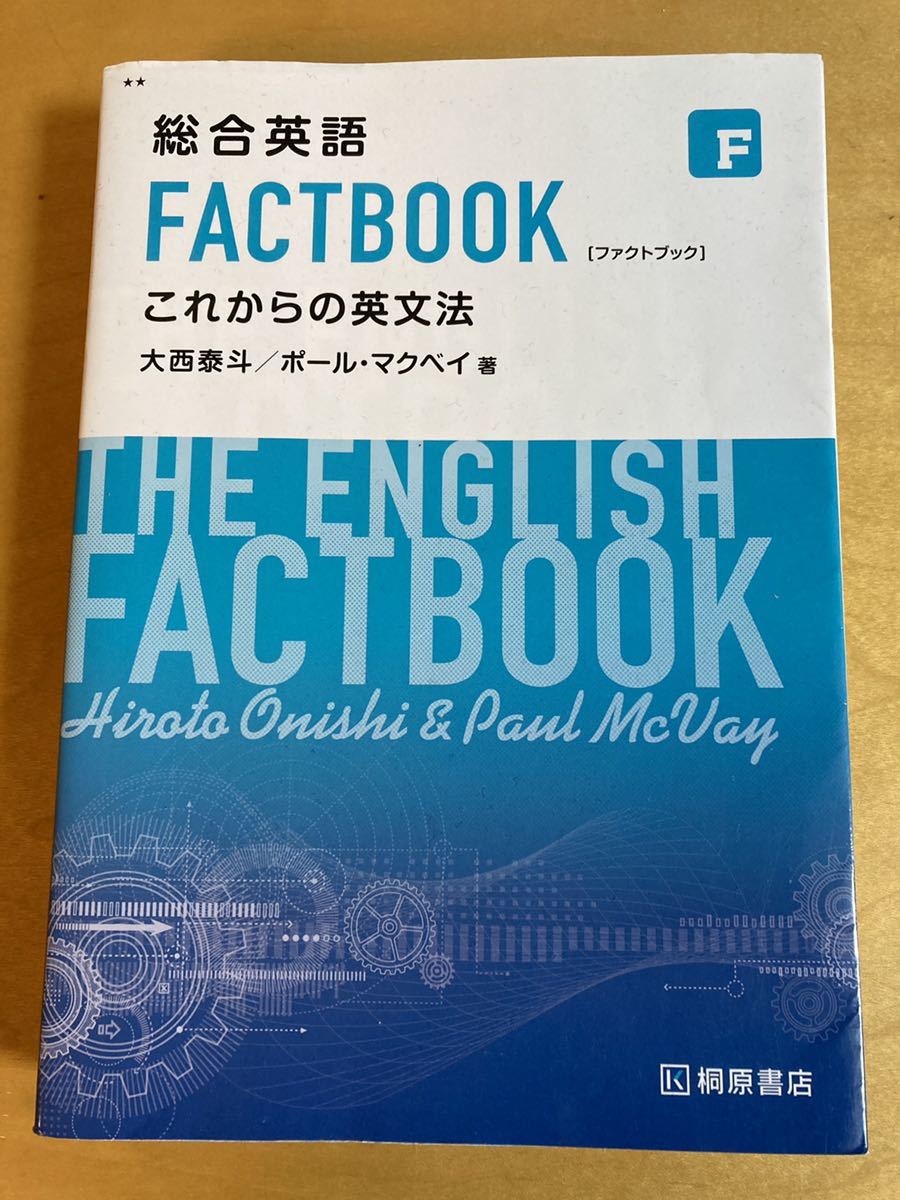 ★★
総合英語
F
FACTBOOK [ファクトブック]
これからの英文法
大西泰斗/ポール・マクベイ 著
THE ENGLISH
FACTBOOK
Hiroto Onishi & Paul McVay
K 桐原書店